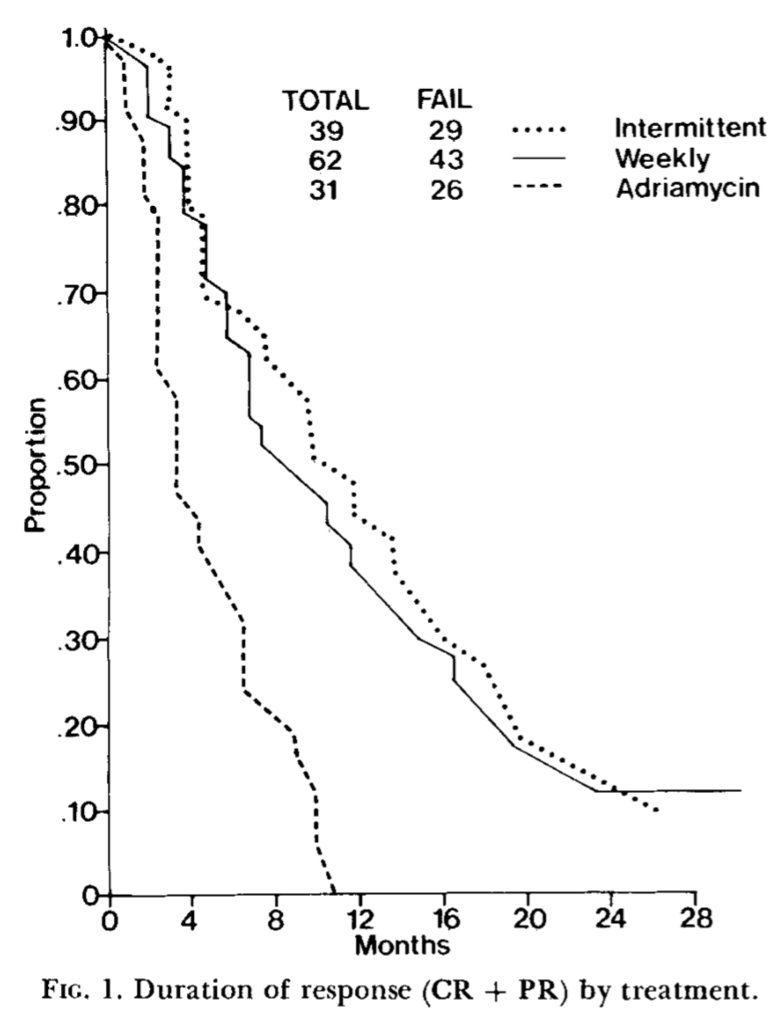 TOTAL FAIL
39 29 Intermittent
62 43 Weekly
31 26 Adriamycin
1.0
.90
.80
.70
.60
.50
.40
.30
.20
.10
0
Proportion
0 4 8 12 16 20 24 28
Months
FIG. 1. Duration of response (CR + PR) by treatment.